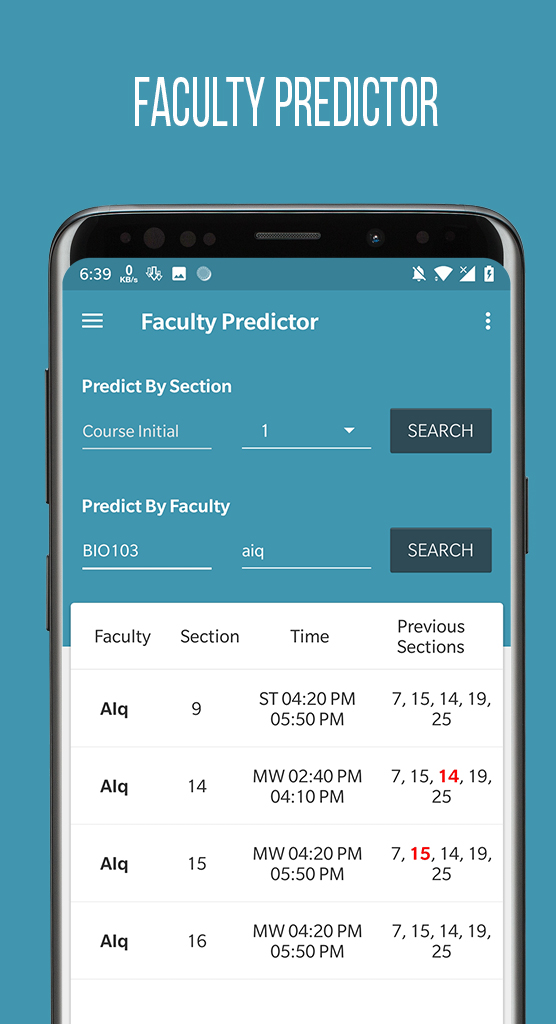 FACULTY PREDICTOR
6:39 0 KB/s
Faculty Predictor
Predict By Section
Course Initial 1 SEARCH
Predict By Faculty
BIO103 aiq SEARCH
Faculty Section Time Previous Sections
AIq 9 ST 04:20 PM 7, 15, 14, 19,
05:50 PM 25
AIq 14 MW 02:40 PM 7, 15, 14, 19,
04:10 PM 25
AIq 15 MW 04:20 PM 7, 15, 14, 19,
05:50 PM 25
AIq 16 MW 04:20 PM 7, 15, 14, 19,
05:50 PM 25